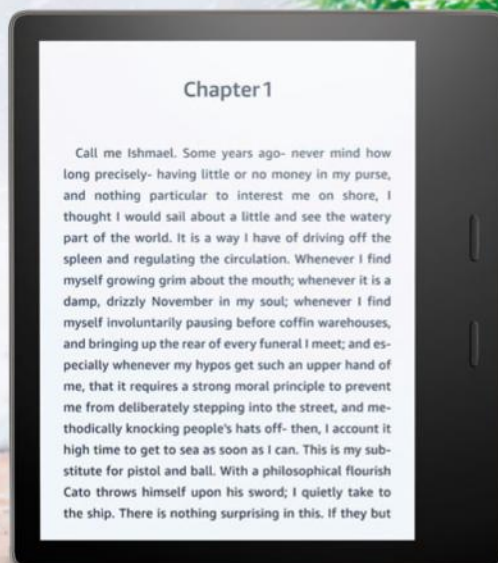 Chapter 1
Call me Ishmael. Some years ago- never mind how
long precisely- having little or no money in my purse,
and nothing particular to interest me on shore, I
thought I would sail about a little and see the watery
part of the world. It is a way I have of driving off the
spleen and regulating the circulation. Whenever I find
myself growing grim about the mouth; whenever it is a
damp, drizzly November in my soul; whenever I find
myself involuntarily pausing before coffin warehouses,
and bringing up the rear of every funeral I meet; and es-
pecially whenever my hypos get such an upper hand of
me, that it requires a strong moral principle to prevent
me from deliberately stepping into the street, and me-
thodically knocking people's hats off- then, I account it
high time to get to sea as soon as I can. This is my sub-
stitute for pistol and ball. With a philosophical flourish
Cato throws himself upon his sword; I quietly take to
the ship. There is nothing surprising in this. If they but